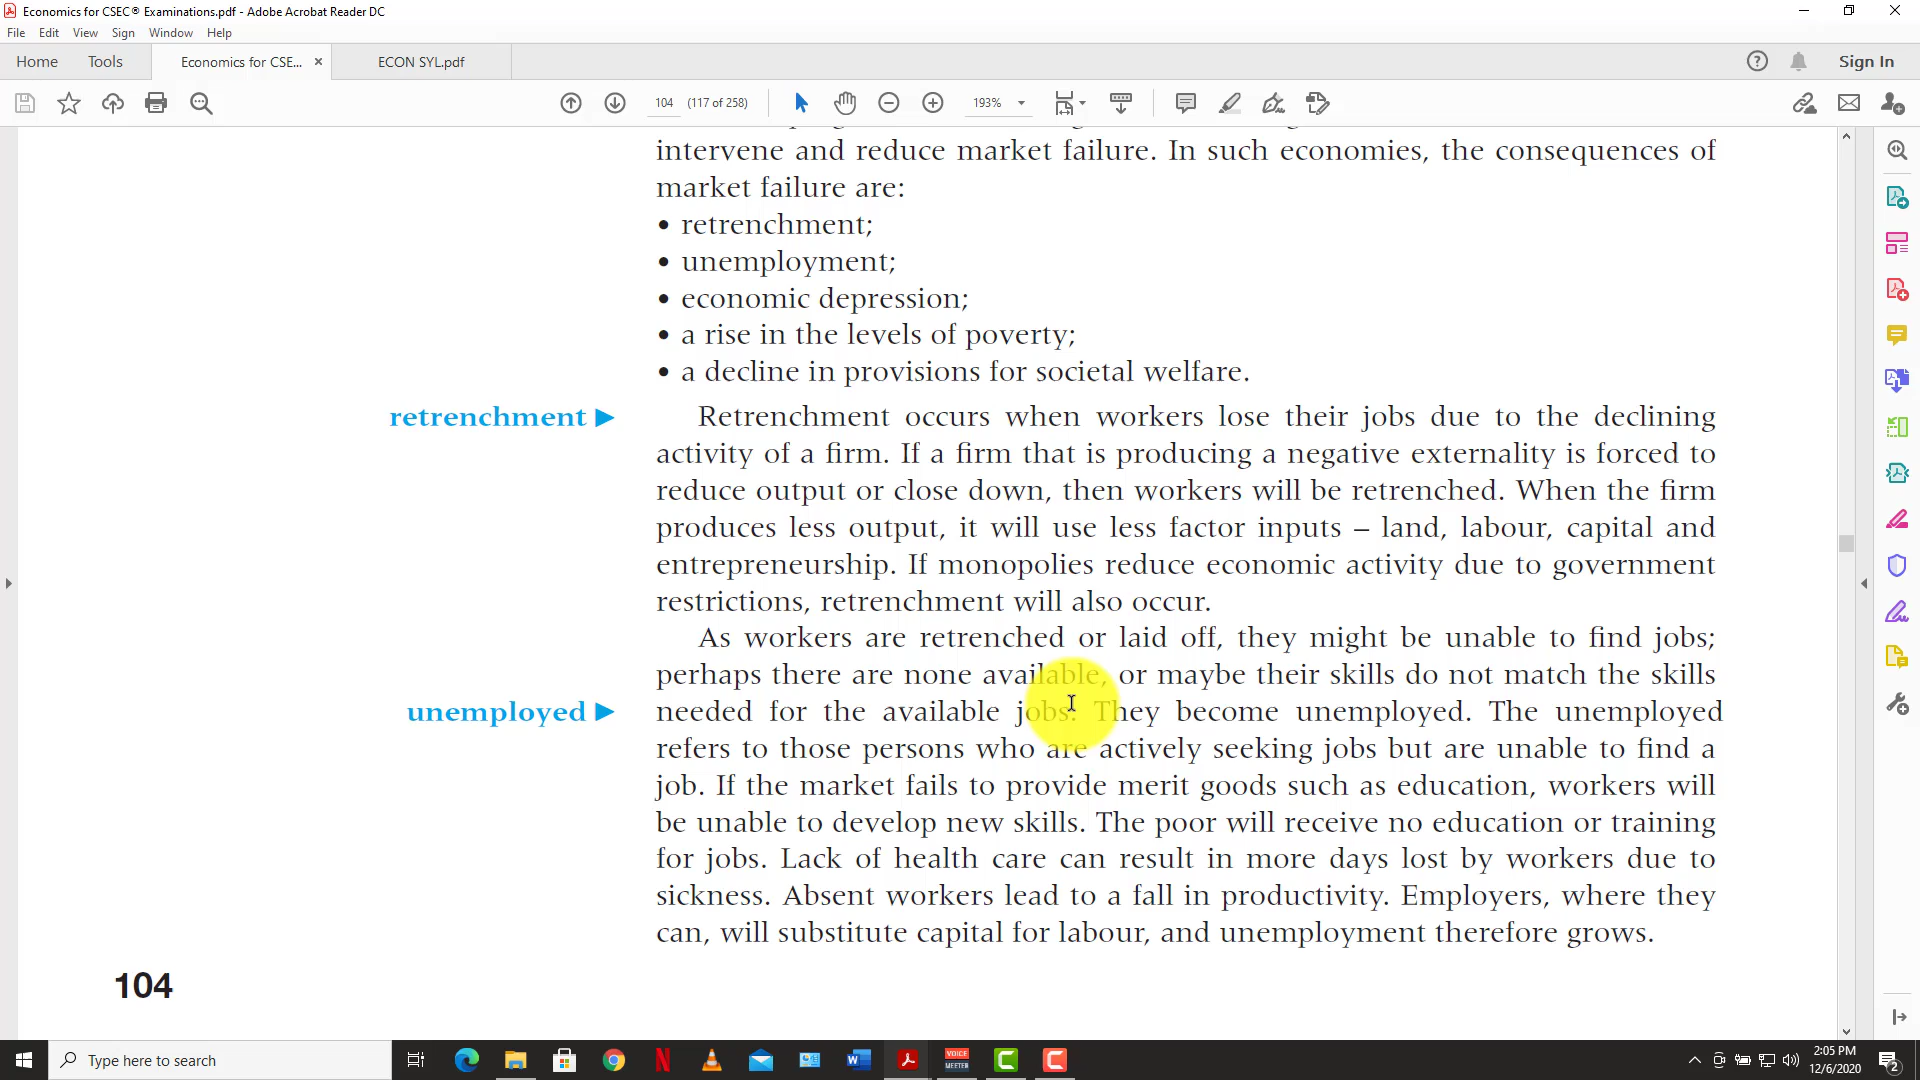 Economics for CSEC® Examinations.pdf - Adobe Acrobat Reader DC
File Edit View Sign Window Help
Home Tools Economics for CSE... × ECON SYL.pdf Sign In
104 (117 of 258) 193%
intervene and reduce market failure. In such economies, the consequences of
market failure are:
• retrenchment;
• unemployment;
• economic depression;
• a rise in the levels of poverty;
• a decline in provisions for societal welfare.
retrenchment ▶ Retrenchment occurs when workers lose their jobs due to the declining
activity of a firm. If a firm that is producing a negative externality is forced to
reduce output or close down, then workers will be retrenched. When the firm
produces less output, it will use less factor inputs – land, labour, capital and
entrepreneurship. If monopolies reduce economic activity due to government
restrictions, retrenchment will also occur.
As workers are retrenched or laid off, they might be unable to find jobs;
perhaps there are none available, or maybe their skills do not match the skills
unemployed ▶ needed for the available jobs. They become unemployed. The unemployed
refers to those persons who are actively seeking jobs but are unable to find a
job. If the market fails to provide merit goods such as education, workers will
be unable to develop new skills. The poor will receive no education or training
for jobs. Lack of health care can result in more days lost by workers due to
sickness. Absent workers lead to a fall in productivity. Employers, where they
can, will substitute capital for labour, and unemployment therefore grows.
104
Type here to search
VOICE
MEETER
2:05 PM
12/6/2020
2